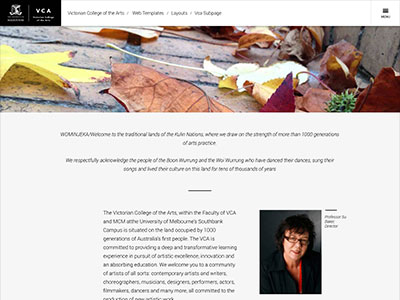 VCA
Victorian College
of the Arts
Victorian College of the Arts / Web Templates / Layouts / Vca Subpage
MENU
WOMINJEKA/Welcome to the traditional lands of the Kulin Nations, where we draw on the strength of more than 1000 generations
of arts practice.
We respectfully acknowledge the people of the Boon Wurrung and the Woi Wurrung who have danced their dances, sung their
songs and lived their culture on this land for tens of thousands of years.
The Victorian College of the Arts, within the Faculty of VCA
and MCM atthe University of Melbourne's Southbank
Campus is situated on the land occupied by 1000
generations of Australia's first people. The VCA is
committed to providing a deep and transformative learning
experience in pursuit of artistic excellence, innovation and
an absorbing education. We welcome you to a community
of artists of all sorts: contemporary artists and writers,
choreographers, musicians, designers, performers, actors,
filmmakers, dancers and many more, all committed to the
production of new artistic work
Professor Su
Baker
Director